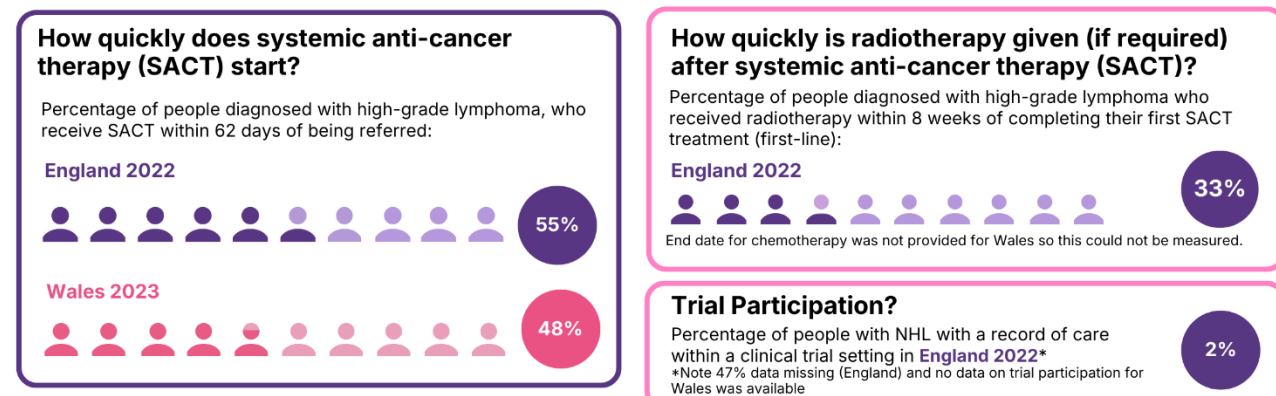 How quickly does systemic anti-cancer
therapy (SACT) start?
Percentage of people diagnosed with high-grade lymphoma, who
receive SACT within 62 days of being referred:
England 2022
55%
Wales 2023
48%
How quickly is radiotherapy given (if required)
after systemic anti-cancer therapy (SACT)?
Percentage of people diagnosed with high-grade lymphoma who
received radiotherapy within 8 weeks of completing their first SACT
treatment (first-line):
England 2022
33%
End date for chemotherapy was not provided for Wales so this could not be measured.
Trial Participation?
Percentage of people with NHL with a record of care
within a clinical trial setting in England 2022*
*Note 47% data missing (England) and no data on trial participation for
Wales was available
2%